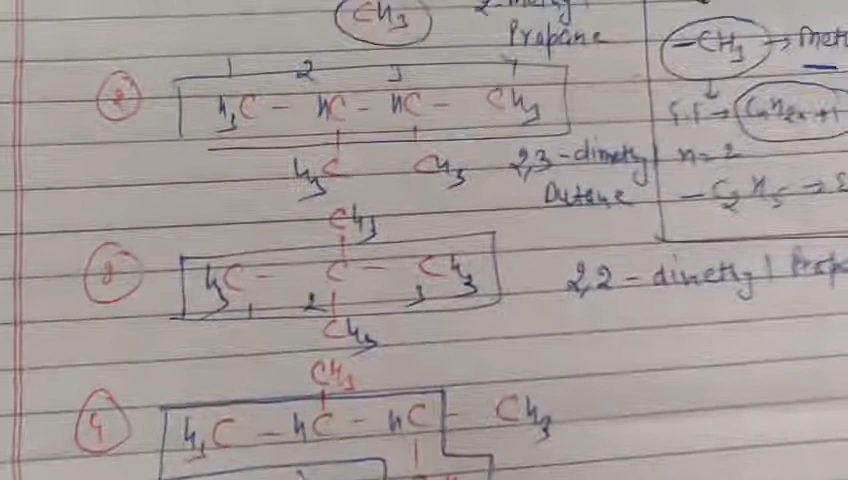 CH3
Propane
-CH3 → Meth
1 2 3 4
2 H3C - HC - HC - CH3
G.F → CnH2n+1
H3C CH3 2,3-dimethy
n=2
Butane
-C2H5 → E
CH3
3 H3C - C - CH3 2,2-dimethyl Propa
1 2 3
CH3
CH3
4 H3C - HC - HC - CH3